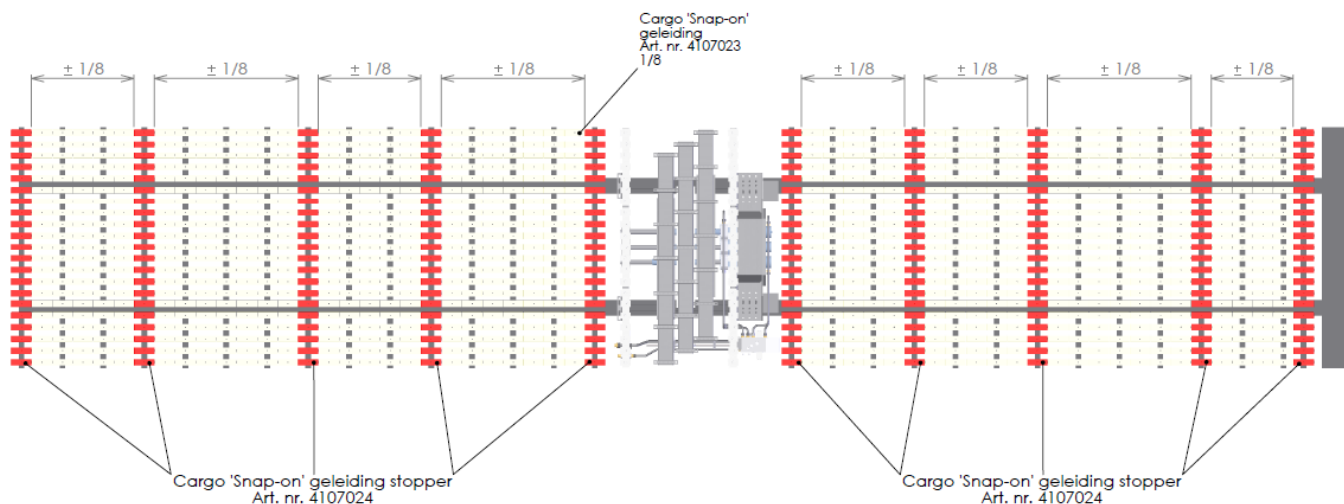 Cargo 'Snap-on'
geleiding
Art. nr. 4107023
1/8
± 1/8
± 1/8
± 1/8
± 1/8
± 1/8
± 1/8
± 1/8
± 1/8
Cargo 'Snap-on' geleiding stopper
Art. nr. 4107024
Cargo 'Snap-on' geleiding stopper
Art. nr. 4107024